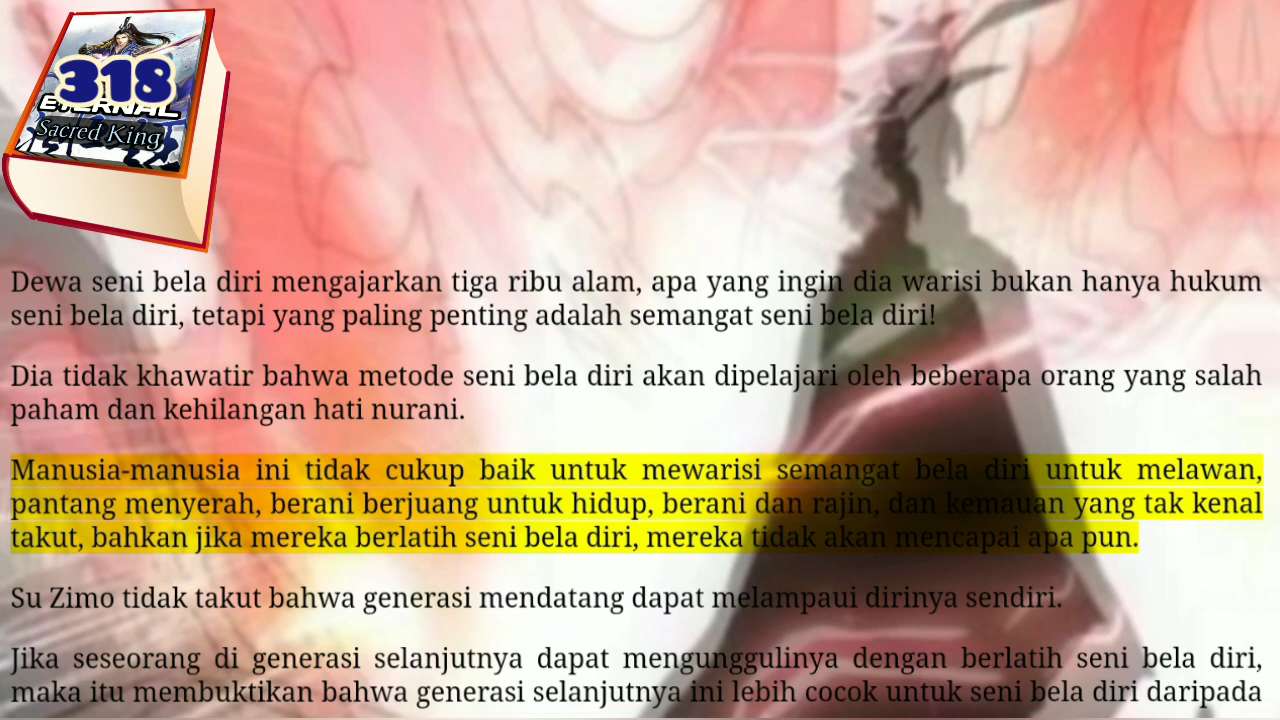 318
ETERNAL
Sacred King
Dewa seni bela diri mengajarkan tiga ribu alam, apa yang ingin dia warisi bukan hanya hukum
seni bela diri, tetapi yang paling penting adalah semangat seni bela diri!
Dia tidak khawatir bahwa metode seni bela diri akan dipelajari oleh beberapa orang yang salah
paham dan kehilangan hati nurani.
Manusia-manusia ini tidak cukup baik untuk mewarisi semangat bela diri untuk melawan,
pantang menyerah, berani berjuang untuk hidup, berani dan rajin, dan kemauan yang tak kenal
takut, bahkan jika mereka berlatih seni bela diri, mereka tidak akan mencapai apa pun.
Su Zimo tidak takut bahwa generasi mendatang dapat melampaui dirinya sendiri.
Jika seseorang di generasi selanjutnya dapat mengunggulinya dengan berlatih seni bela diri,
maka itu membuktikan bahwa generasi selanjutnya ini lebih cocok untuk seni bela diri daripada